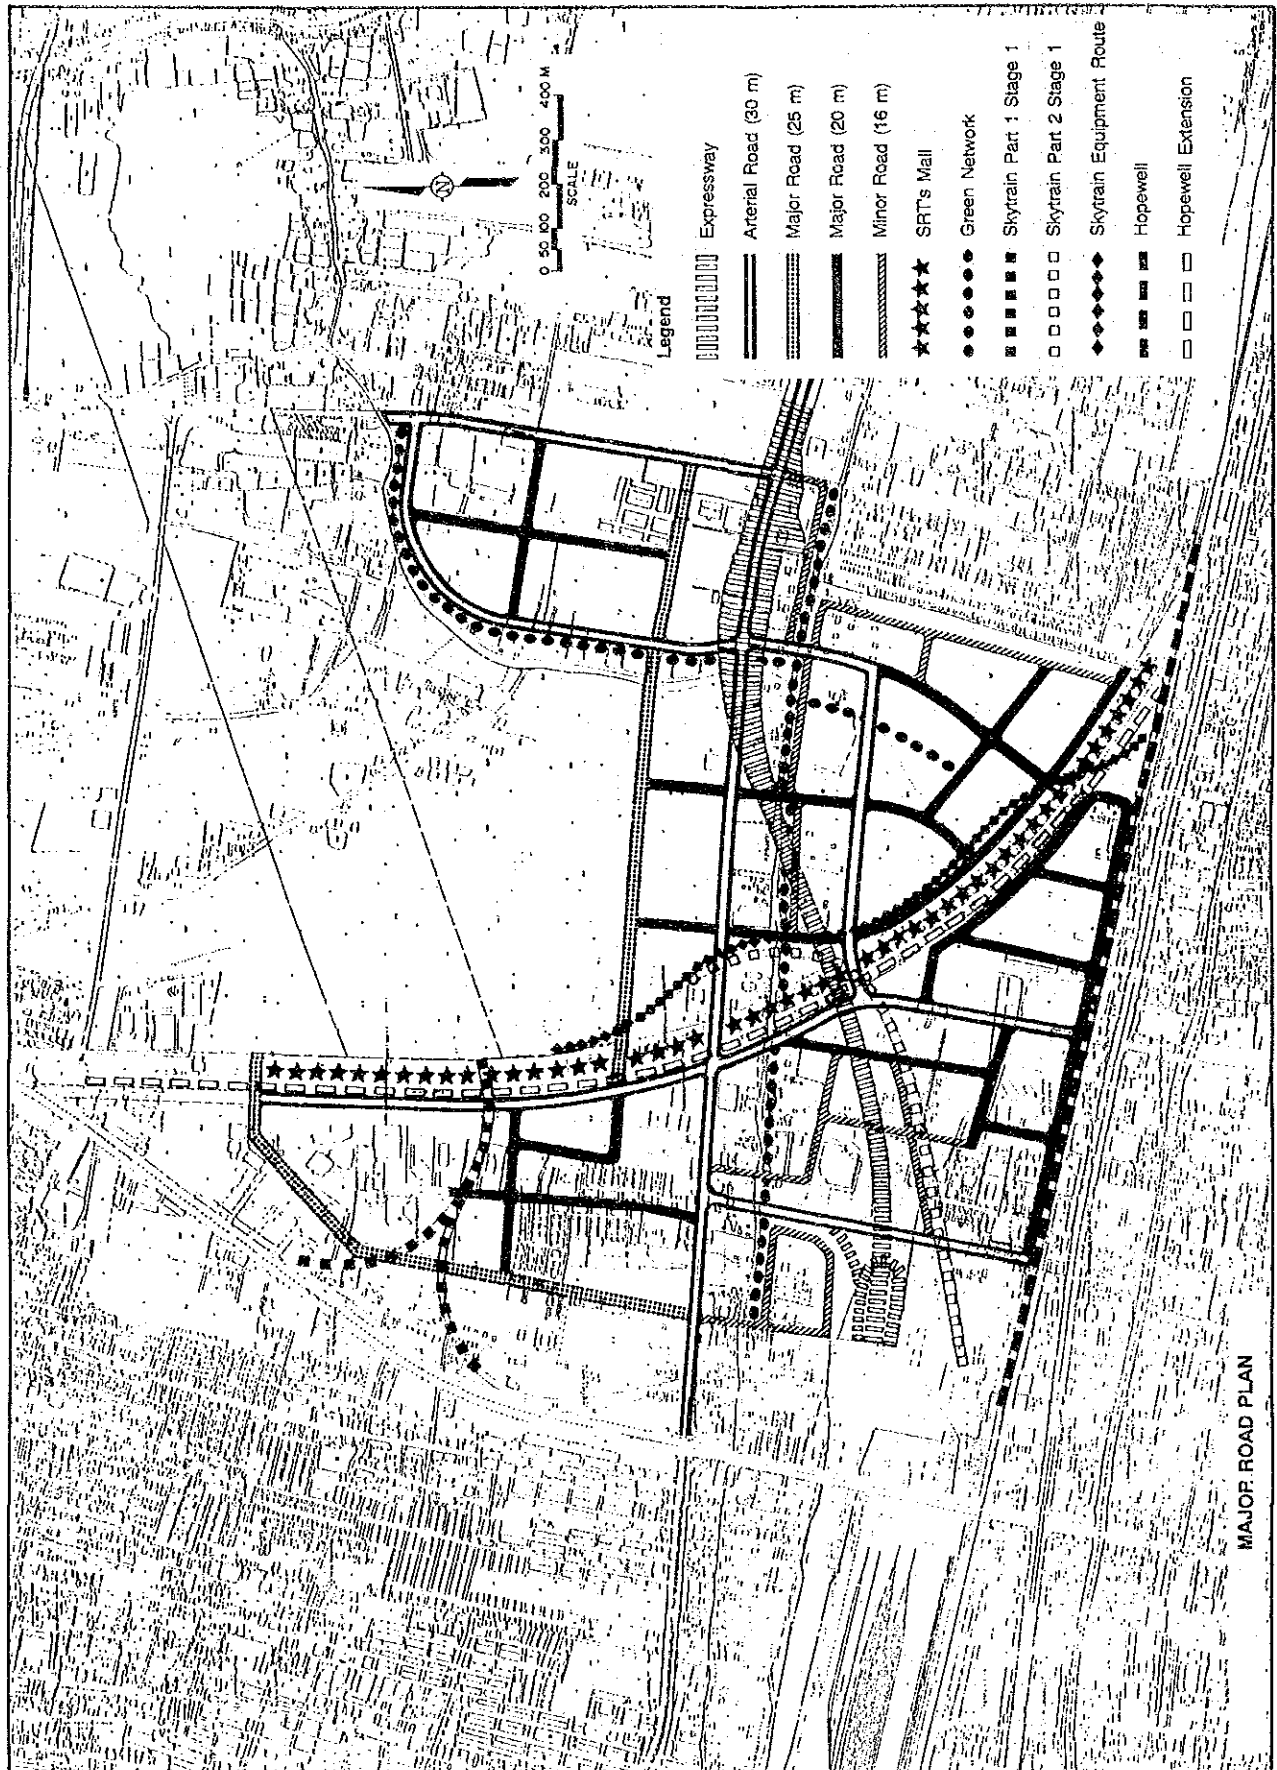 N
0 50 100 200 300 400 M
SCALE
Legend
Expressway
Arterial Road (30 m)
Major Road (25 m)
Major Road (20 m)
Minor Road (16 m)
SRT's Mall
Green Network
Skytrain Part 1 Stage 1
Skytrain Part 2 Stage 1
Skytrain Equipment Route
Hopewell
Hopewell Extension
MAJOR ROAD PLAN